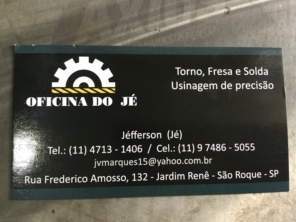 OFICINA DO JÉ
Torno, Fresa e Solda
Usinagem de precisão
Jéfferson (Jé)
Tel.: (11) 4713 - 1406 / Cel.: (11) 9 7486 - 5055
jvmarques15@yahoo.com.br
Rua Frederico Amosso, 132 - Jardim Renê - São Roque - SP